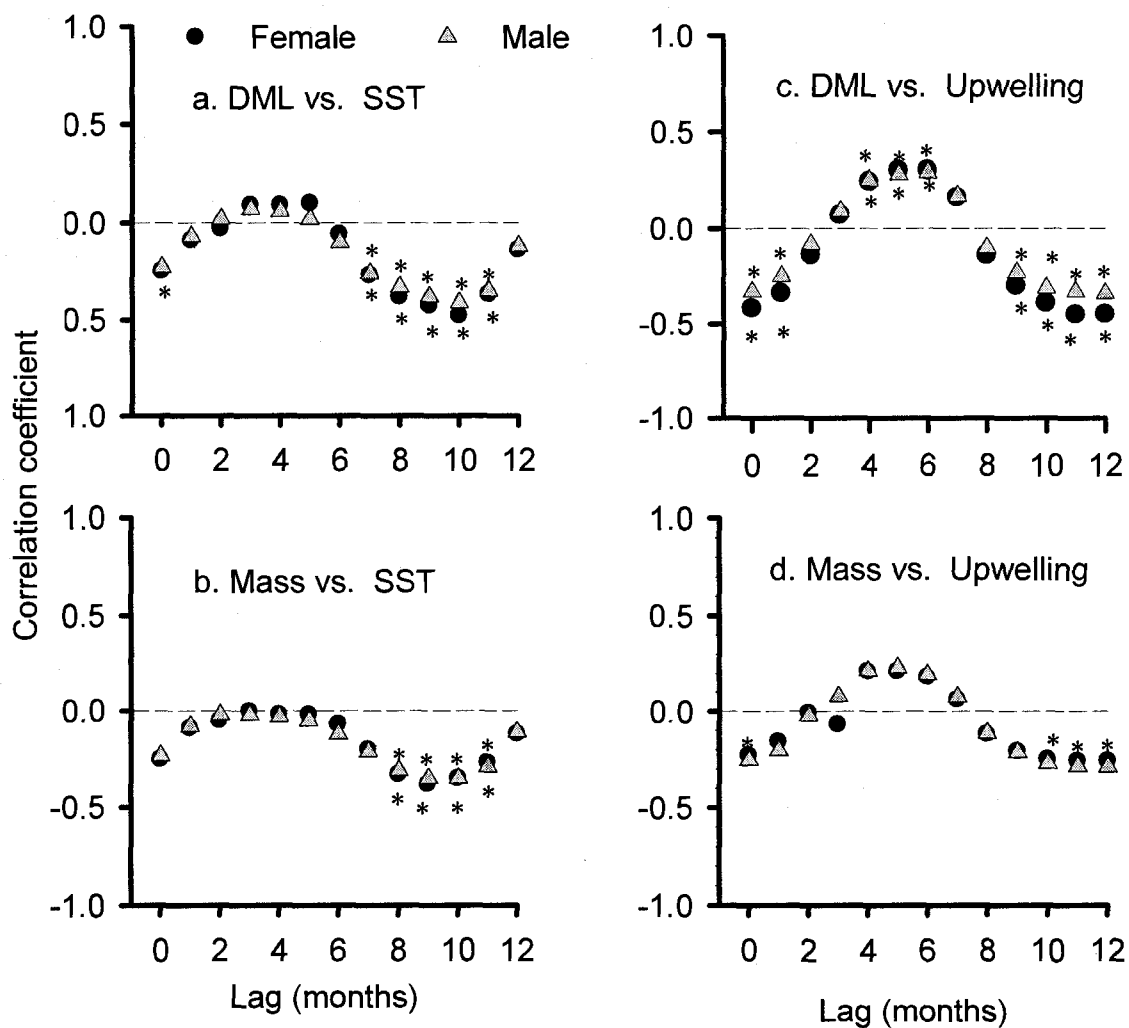 Female Male
a. DML vs. SST
1.0
0.5
0.0
0.5
1.0
0 2 4 6 8 10 12
* * * * * *
* * * * *
c. DML vs. Upwelling
1.0
0.5
0.0
-0.5
-1.0
0 2 4 6 8 10 12
* * * * * * * * *
* * * * * * * * *
Correlation coefficient
b. Mass vs. SST
1.0
0.5
0.0
-0.5
-1.0
0 2 4 6 8 10 12
* * * *
* * * *
Lag (months)
d. Mass vs. Upwelling
1.0
0.5
0.0
-0.5
-1.0
0 2 4 6 8 10 12
* * * *
Lag (months)